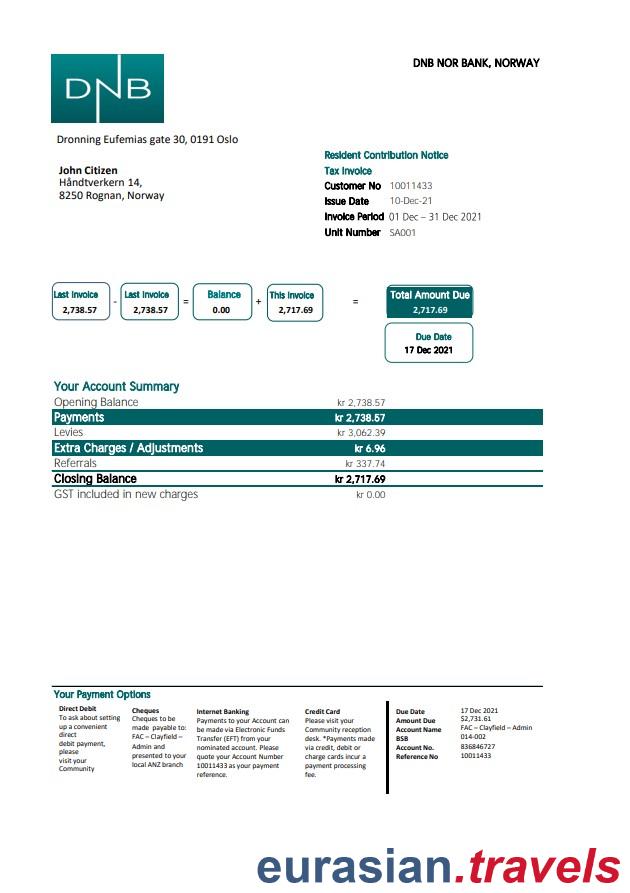 DNB
DNB NOR BANK, NORWAY
Dronning Eufemias gate 30, 0191 Oslo
John Citizen
Håndtverkern 14,
8250 Rognan, Norway
Resident Contribution Notice
Tax Invoice
Customer No 10011433
Issue Date 10-Dec-21
Invoice Period 01 Dec – 31 Dec 2021
Unit Number SA001
Last Invoice 2,738.57 - Last Invoice 2,738.57 = Balance 0.00 + This Invoice 2,717.69 = Total Amount Due 2,717.69
Due Date
17 Dec 2021
Your Account Summary
Opening Balance kr 2,738.57
Payments kr 2,738.57
Levies kr 3,062.39
Extra Charges / Adjustments kr 6.96
Referrals kr 337.74
Closing Balance kr 2,717.69
GST included in new charges kr 0.00
Your Payment Options
Direct Debit
To ask about setting
up a convenient
direct
debit payment,
please
visit your
Community
Cheques
Cheques to be
made payable to:
FAC – Clayfield –
Admin and
presented to your
local ANZ branch
Internet Banking
Payments to your Account can
be made via Electronic Funds
Transfer (EFT) from your
nominated account. Please
quote your Account Number
10011433 as your payment
reference.
Credit Card
Please visit your
Community reception
desk. *Payments made
via credit, debit or
charge cards incur a
payment processing
fee.
Due Date 17 Dec 2021
Amount Due $2,731.61
Account Name FAC – Clayfield – Admin
BSB 014-002
Account No. 836846727
Reference No 10011433
eurasian.travels